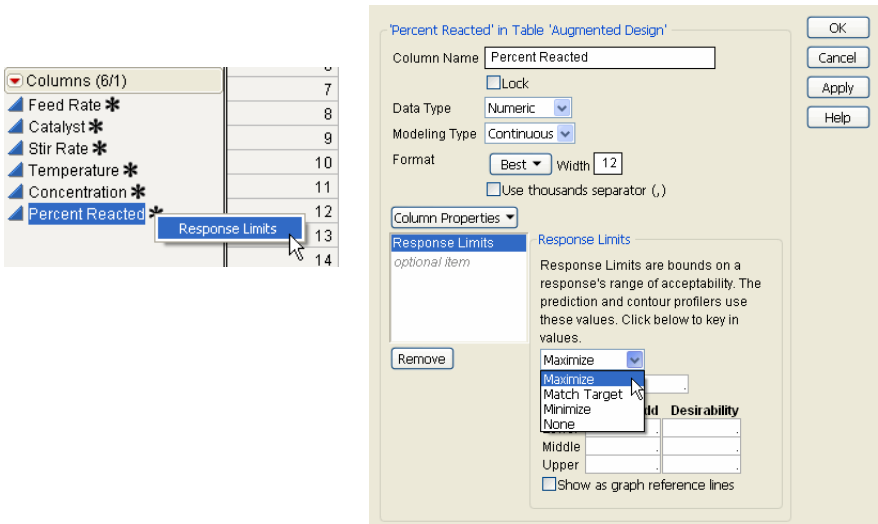 Columns (6/1)
Feed Rate ✱
Catalyst ✱
Stir Rate ✱
Temperature ✱
Concentration ✱
Percent Reacted ✱
Response Limits
7
8
9
10
11
12
13
14
'Percent Reacted' in Table 'Augmented Design'
Column Name Percent Reacted
Lock
Data Type Numeric
Modeling Type Continuous
Format Best Width 12
Use thousands separator (,)
Column Properties
Response Limits
optional item
Remove
Response Limits
Response Limits are bounds on a
response's range of acceptability. The
prediction and contour profilers use
these values. Click below to key in
values.
Maximize
Maximize
Match Target
Minimize
None
Desirability
Middle . .
Upper . .
Show as graph reference lines
OK
Cancel
Apply
Help